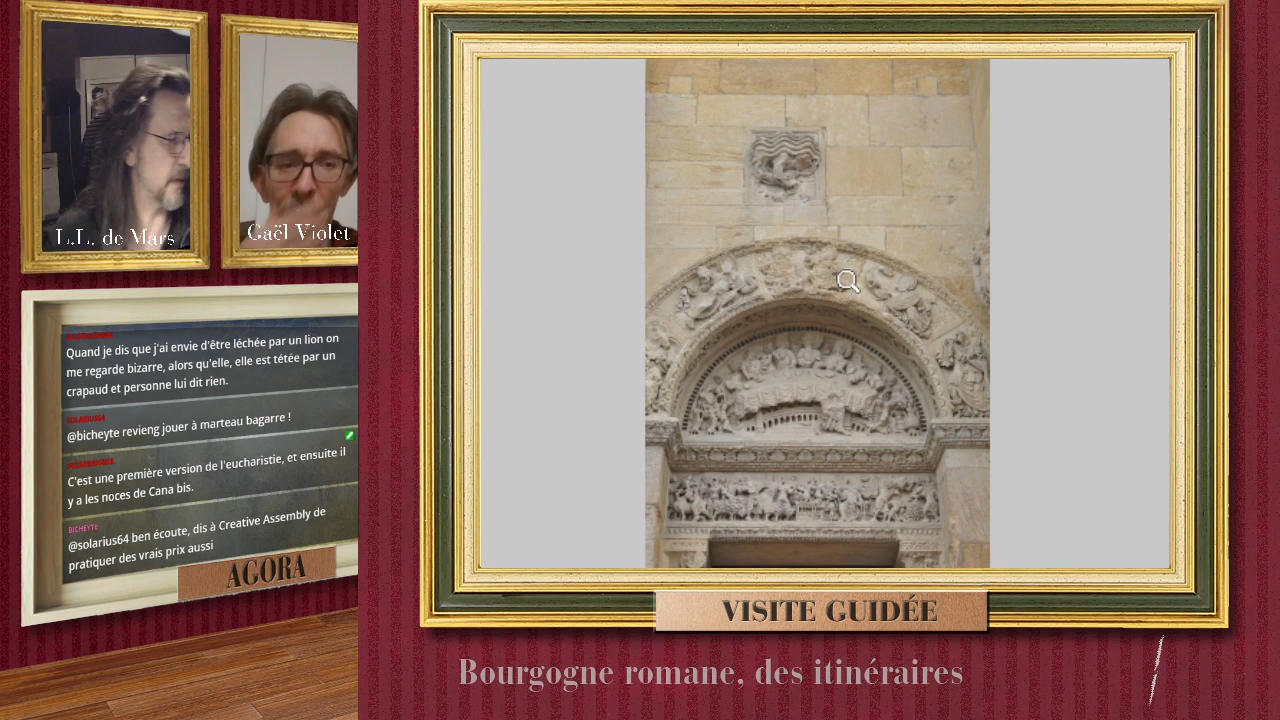 L.L. de Mars
Gaël Violet
Quand je dis que j'ai envie d'être léchée par un lion on
me regarde bizarre, alors qu'elle, elle est tétée par un
crapaud et personne lui dit rien.
SOLARIUS64
@bicheyte revieng jouer à marteau bagarre !
C'est une première version de l'eucharistie, et ensuite il
y a les noces de Cana bis.
BICHEYTE
@solarius64 ben écoute, dis à Creative Assembly de
pratiquer des vrais prix aussi
AGORA
VISITE GUIDÉE
Bourgogne romane, des itinéraires